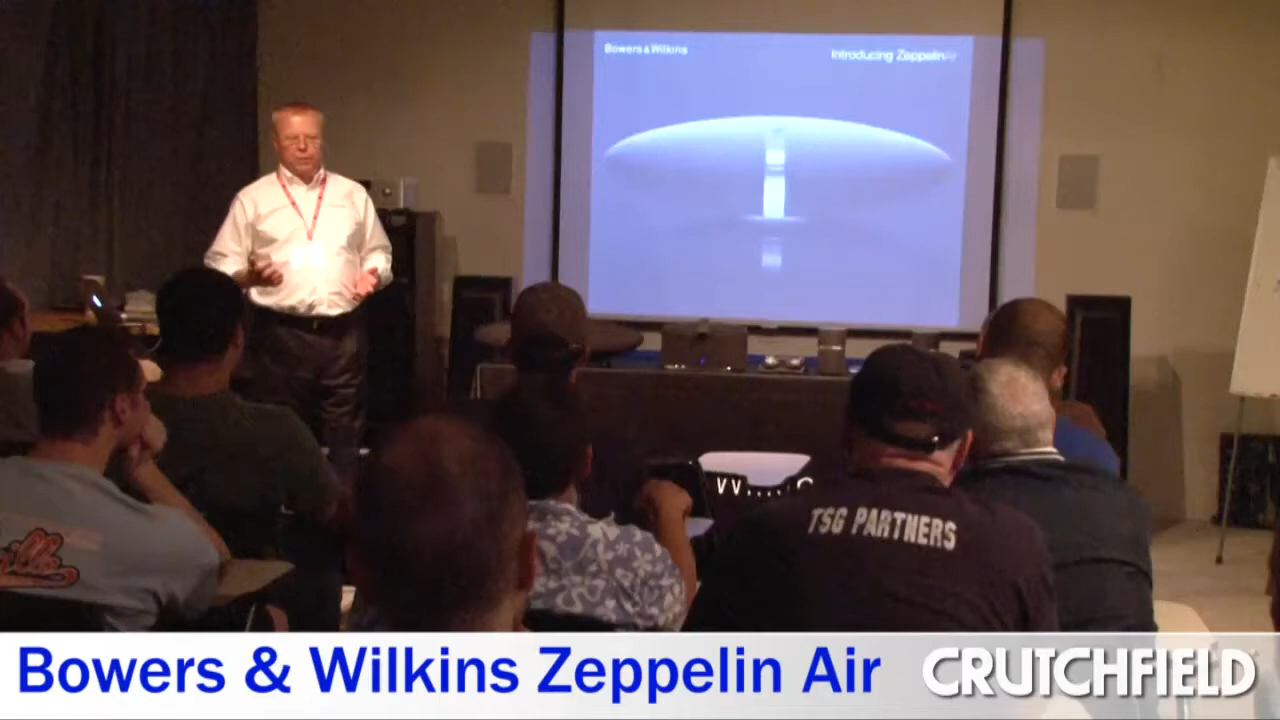 Bowers & Wilkins
Introducing Zeppelin Air
TSG PARTNERS
Bowers & Wilkins Zeppelin Air
CRUTCHFIELD